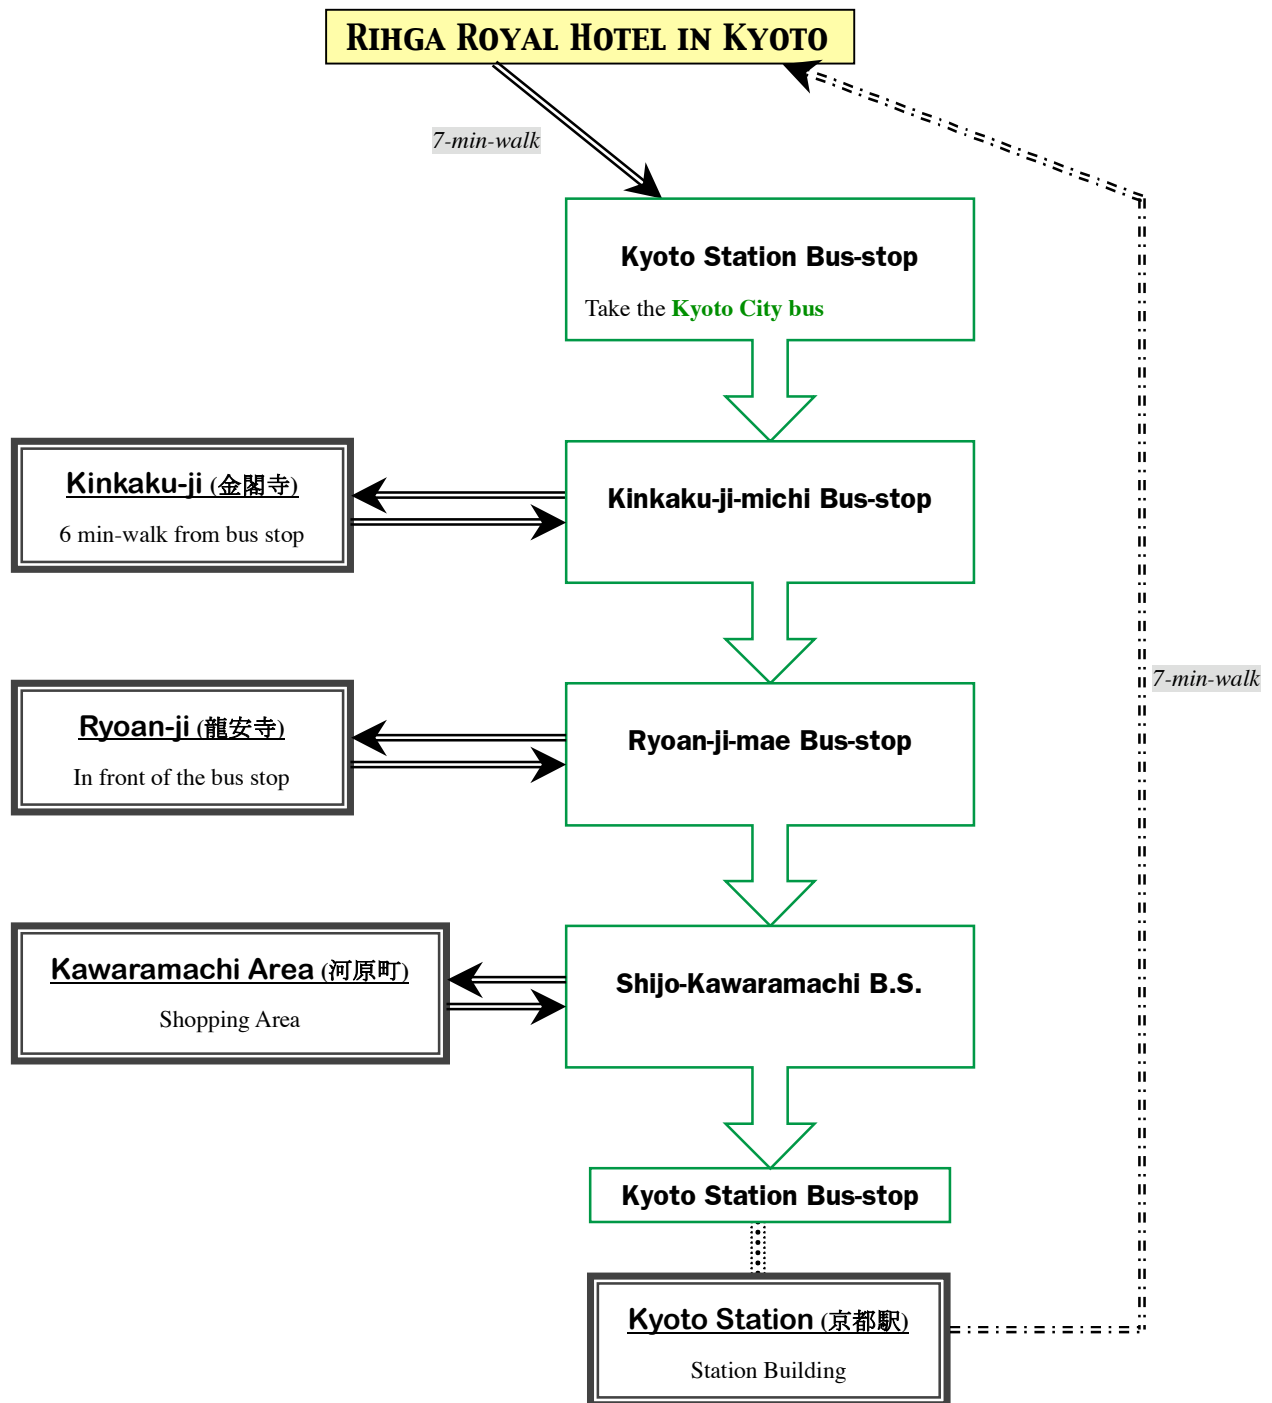 RIHGA ROYAL HOTEL IN KYOTO
7-min-walk
Kyoto Station Bus-stop
Take the Kyoto City bus
Kinkaku-ji (金閣寺)
6 min-walk from bus stop
Kinkaku-ji-michi Bus-stop
7-min-walk
Ryoan-ji (龍安寺)
In front of the bus stop
Ryoan-ji-mae Bus-stop
Kawaramachi Area (河原町)
Shopping Area
Shijo-Kawaramachi B.S.
Kyoto Station Bus-stop
Kyoto Station (京都駅)
Station Building